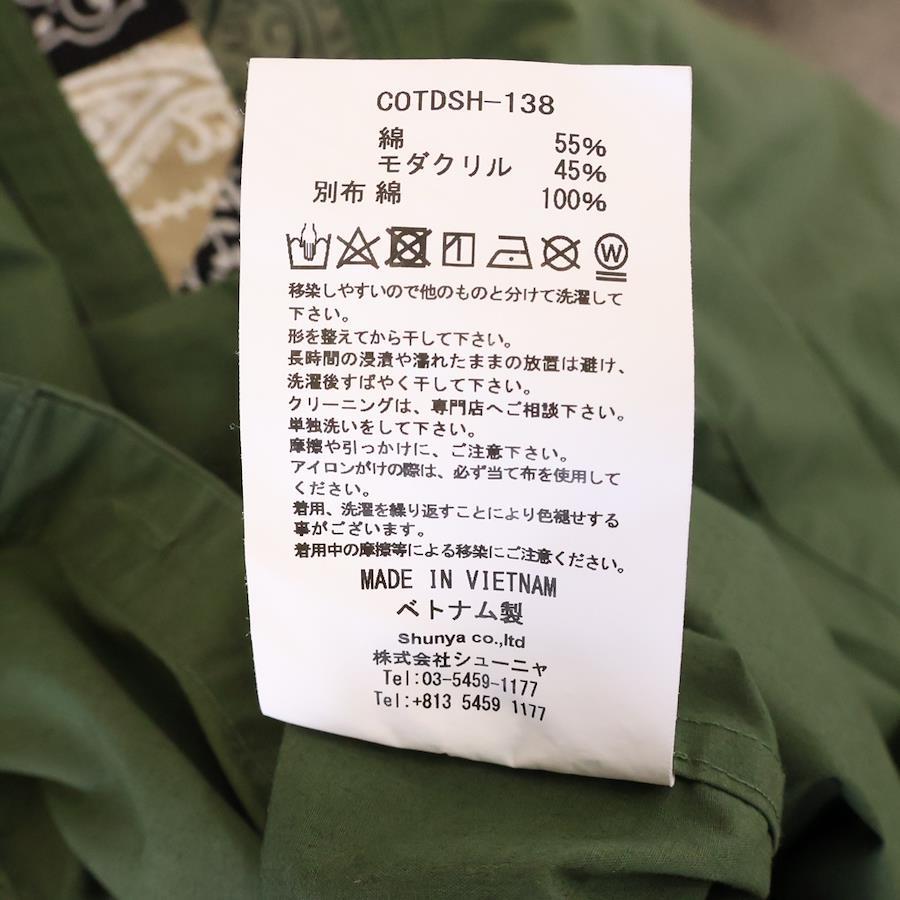 COTDSH-138
綿 55%
モダクリル 45%
別布 綿 100%
W
移染しやすいので他のものと分けて洗濯して
下さい。
形を整えてから干して下さい。
長時間の浸漬や濡れたままの放置は避け、
洗濯後すばやく干して下さい。
クリーニングは、専門店へご相談下さい。
単独洗いをして下さい。
摩擦や引っかけに、ご注意下さい。
アイロンがけの際は、必ず当て布を使用して
ください。
着用、洗濯を繰り返すことにより色褪せする
事がございます。
着用中の摩擦等による移染にご注意ください。
MADE IN VIETNAM
ベトナム製
Shunya co.,ltd
株式会社シューニャ
Tel:03-5459-1177
Tel:+813 5459 1177